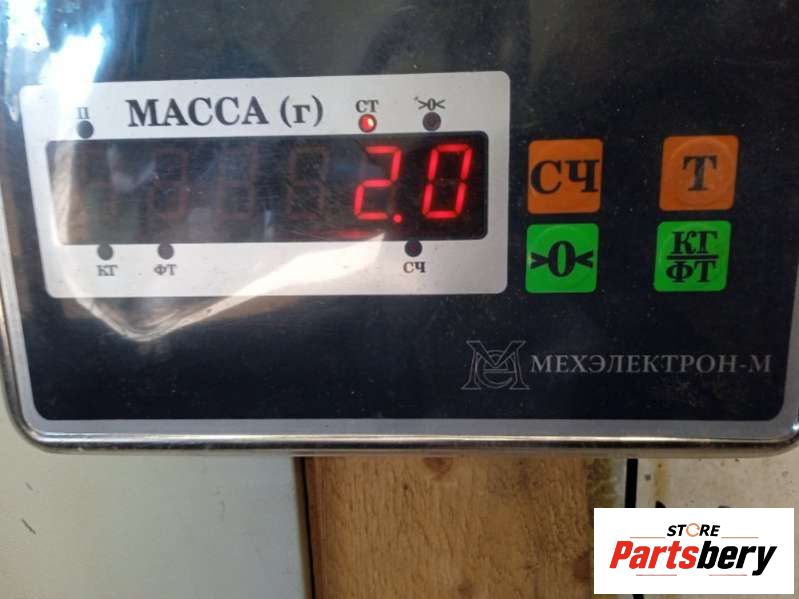 П
МАССА (г)
СТ
>0<
2.0
КГ
ФТ
СЧ
СЧ
Т
>0<
КГ
ФТ
МЕХЭЛЕКТРОН-М
STORE
Partsbery